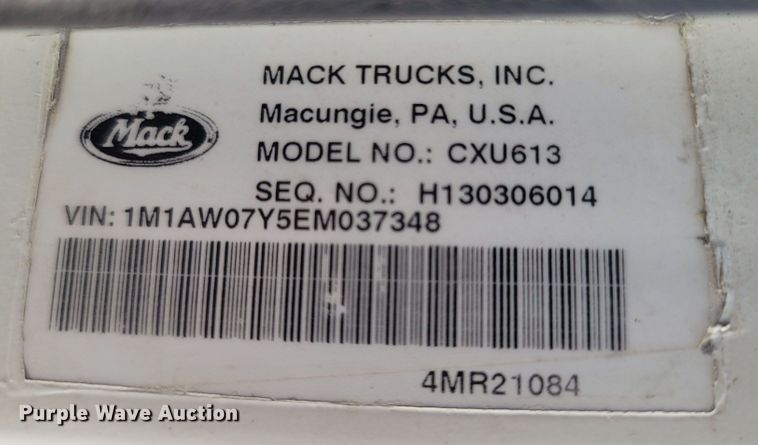 Mack
MACK TRUCKS, INC.
Macungie, PA, U.S.A.
MODEL NO.: CXU613
SEQ. NO.: H130306014
VIN: 1M1AW07Y5EM037348
4MR21084
Purple Wave Auction